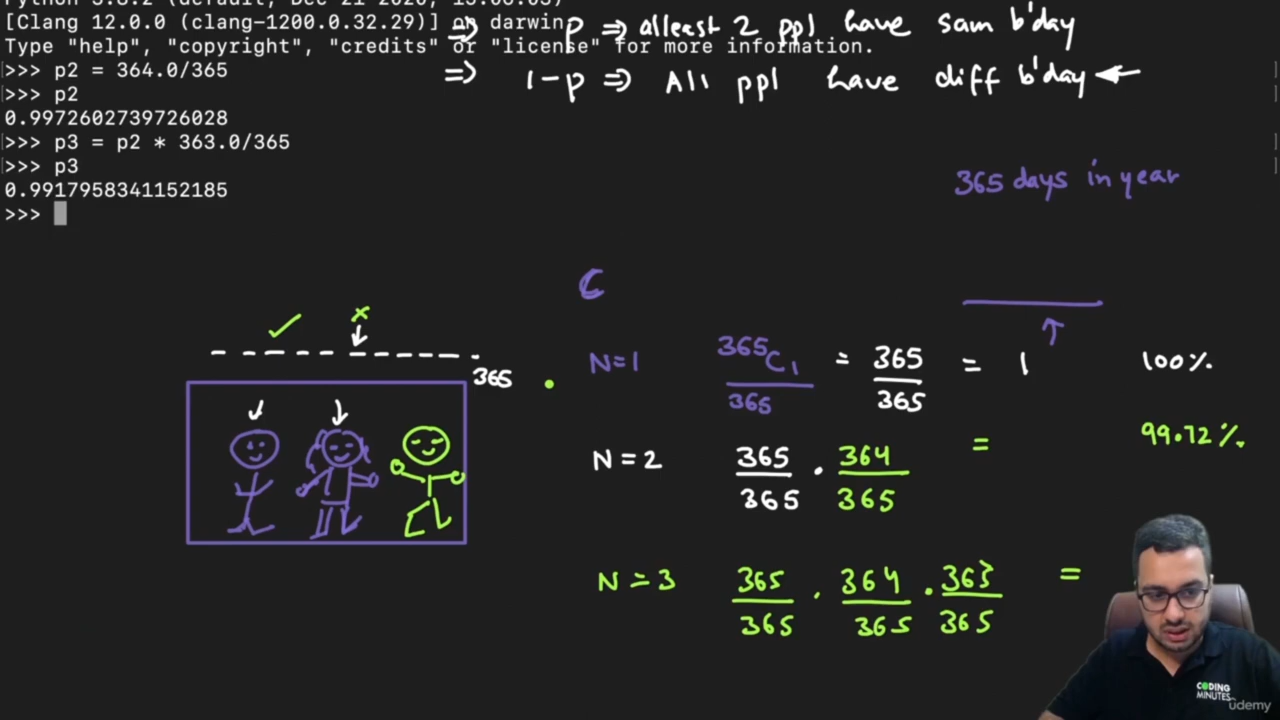 [Clang 12.0.0 (clang-1200.0.32.29)] on darwin
=> p => atleast 2 ppl have sam b'day
Type "help", "copyright", "credits" or "license" for more information.
>>> p2 = 364.0/365
=> 1-p => All ppl have diff b'day ←
>>> p2
0.9972602739726028
>>> p3 = p2 * 363.0/365
>>> p3
0.9917958341152185
365 days in year
>>>
C
✓ x
365
N=1 365C1 / 365 = 365/365 = 1 100%
N=2 365/365 . 364/365 = 99.72%
N=3 365/365 . 364/365 . 363/365 =
CODING
MINUTES
ûdemy